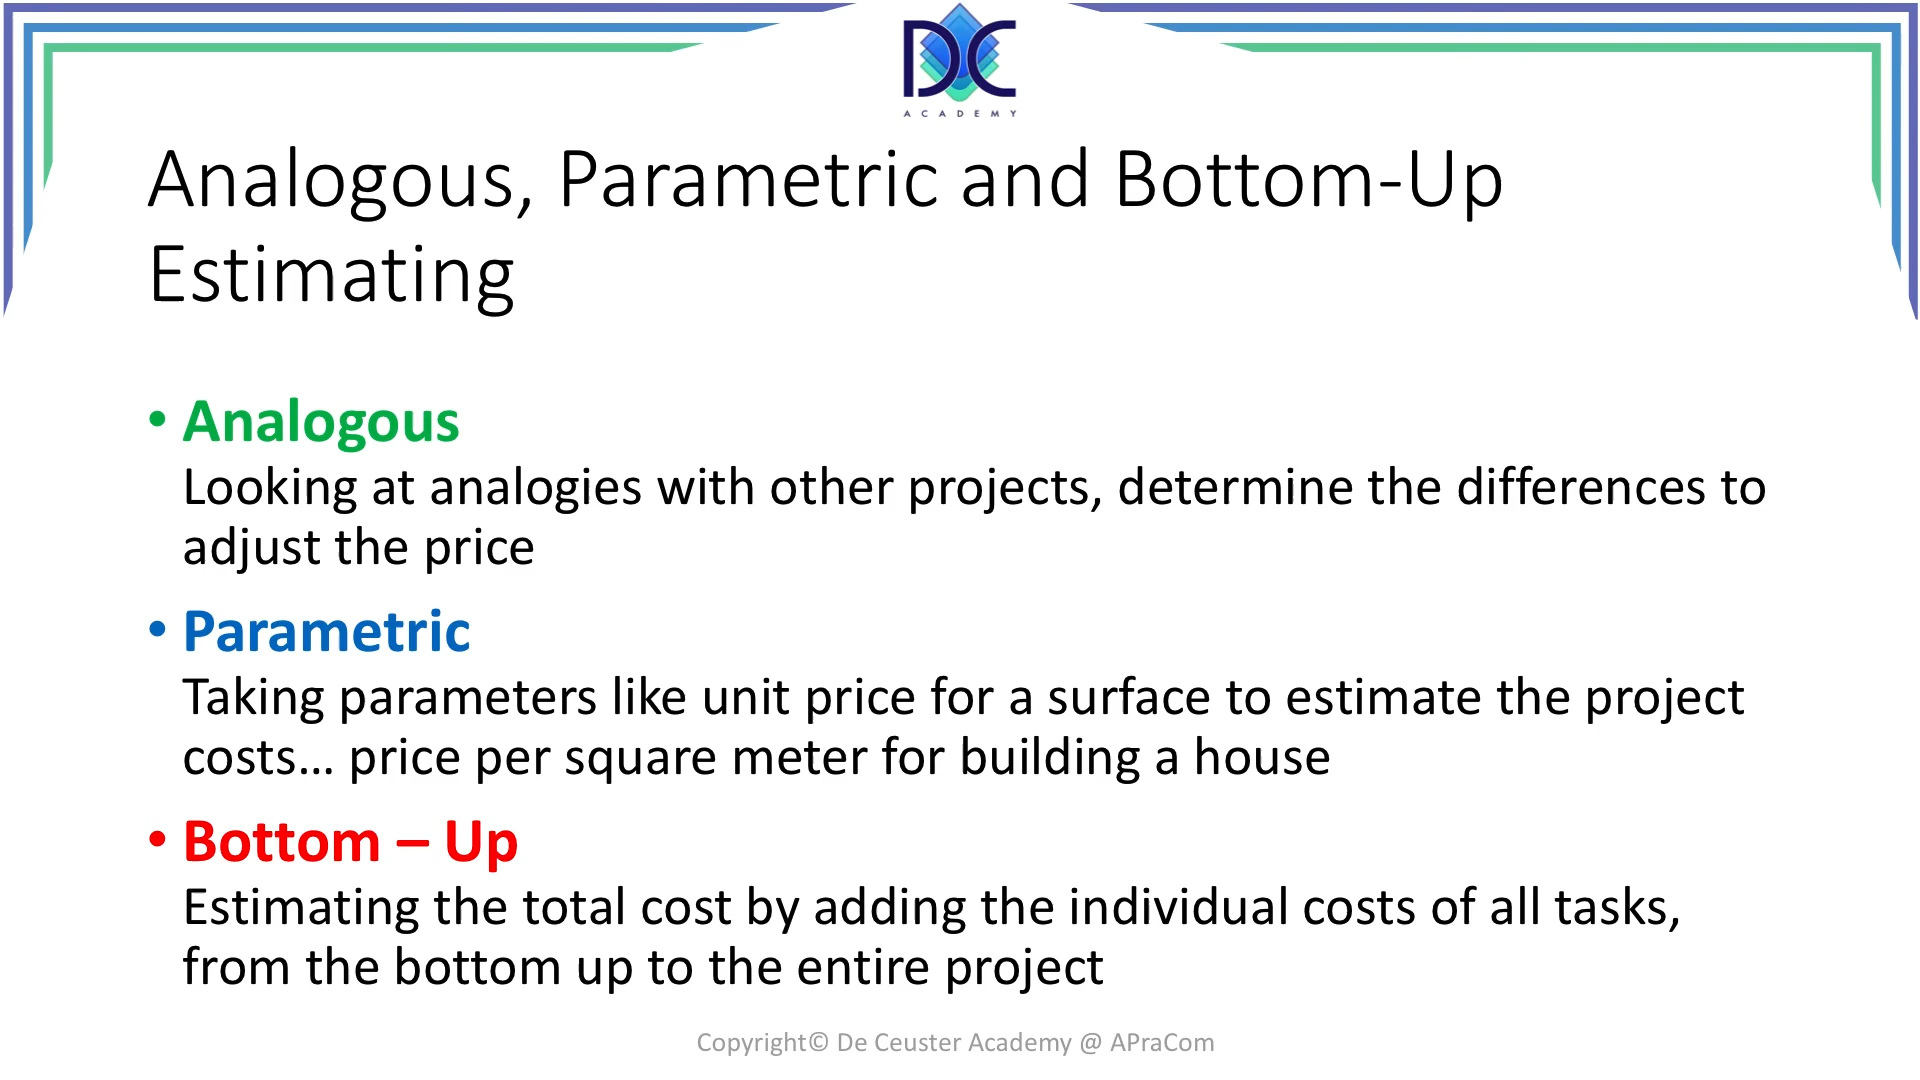 DC
ACADEMY
Analogous, Parametric and Bottom-Up
Estimating
• Analogous
Looking at analogies with other projects, determine the differences to
adjust the price
• Parametric
Taking parameters like unit price for a surface to estimate the project
costs... price per square meter for building a house
• Bottom – Up
Estimating the total cost by adding the individual costs of all tasks,
from the bottom up to the entire project
Copyright© De Ceuster Academy @ APraCom